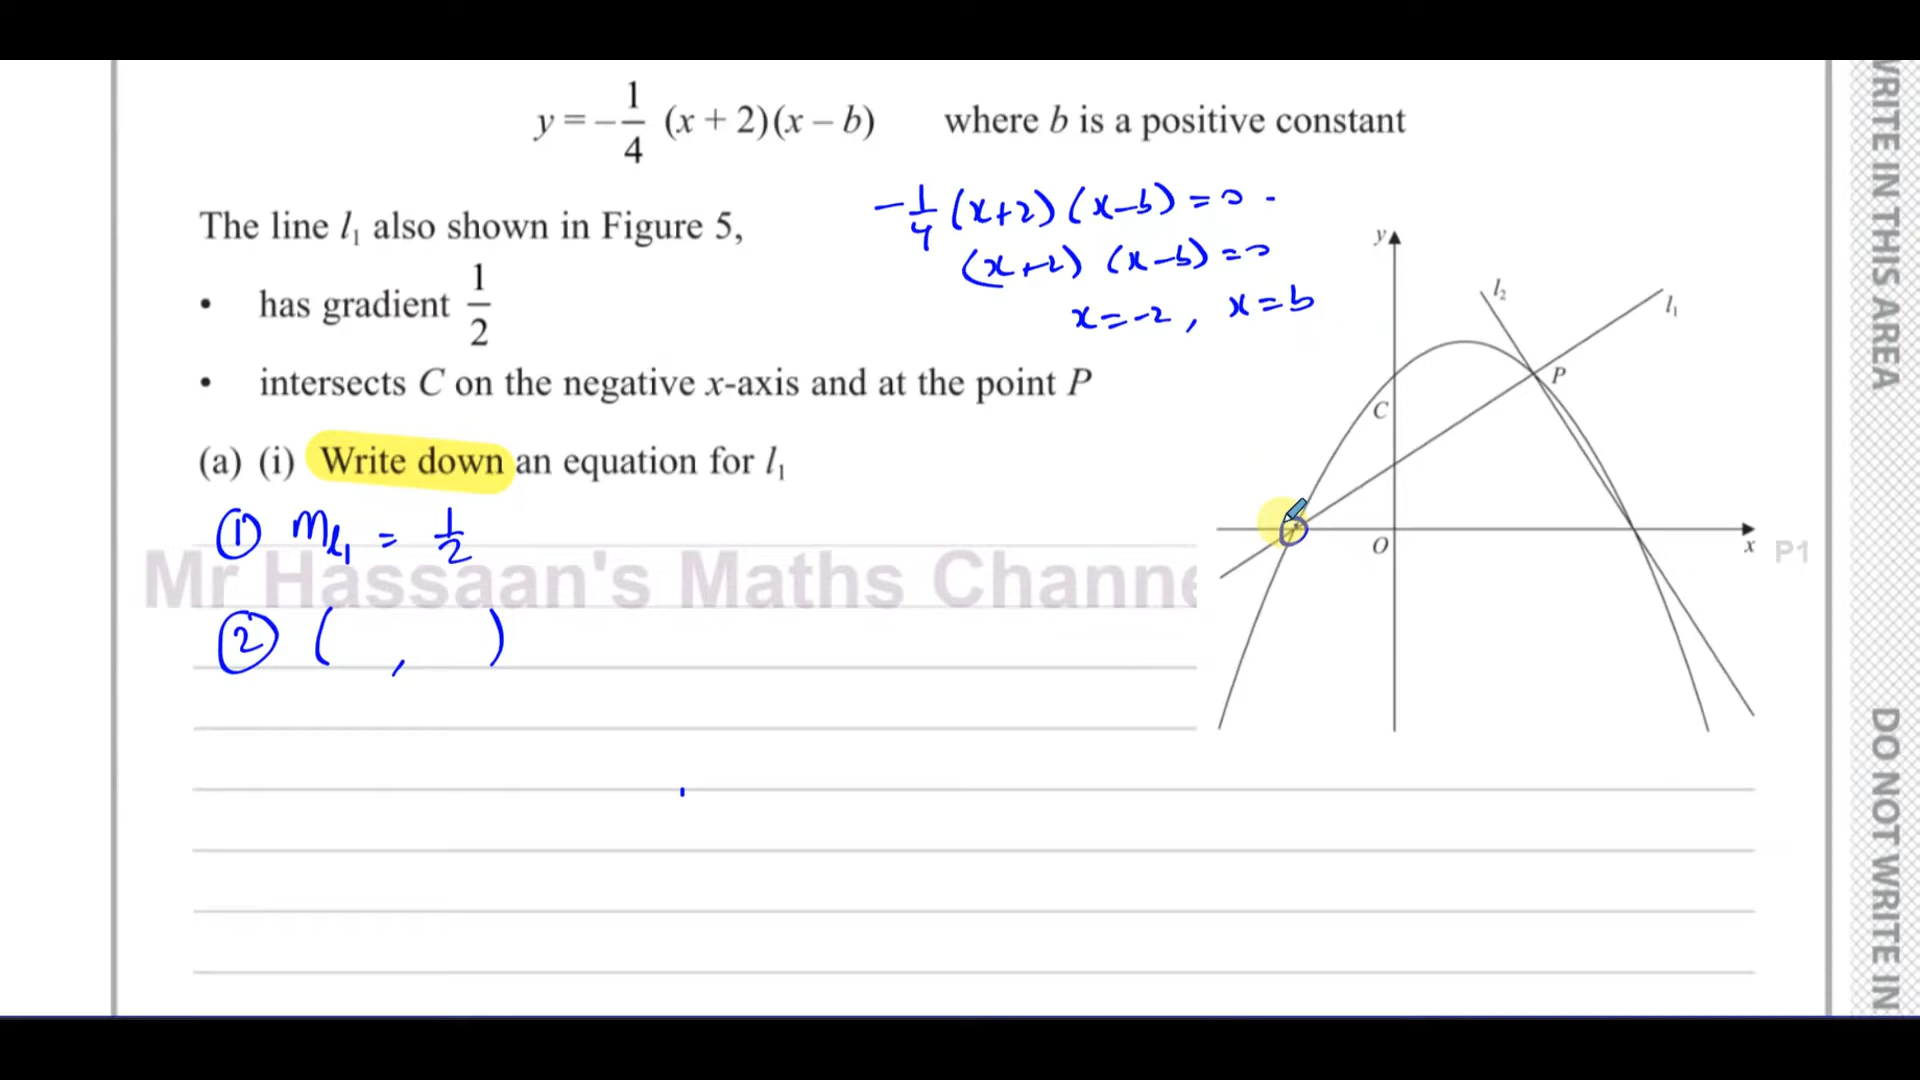 y = -1/4 (x + 2)(x – b) where b is a positive constant
-1/4 (x+2) (x-b) = 0
The line l₁ also shown in Figure 5,
(x+2) (x-b) = 0
• has gradient 1/2
x = -2, x = b
• intersects C on the negative x-axis and at the point P
(a) (i) Write down an equation for l₁
① m l₁ = 1/2
Mr Hassaan's Maths Channe
② ( , )
y
l₂
l₁
P
C
O
x
P1
WRITE IN THIS AREA
DO NOT WRITE IN